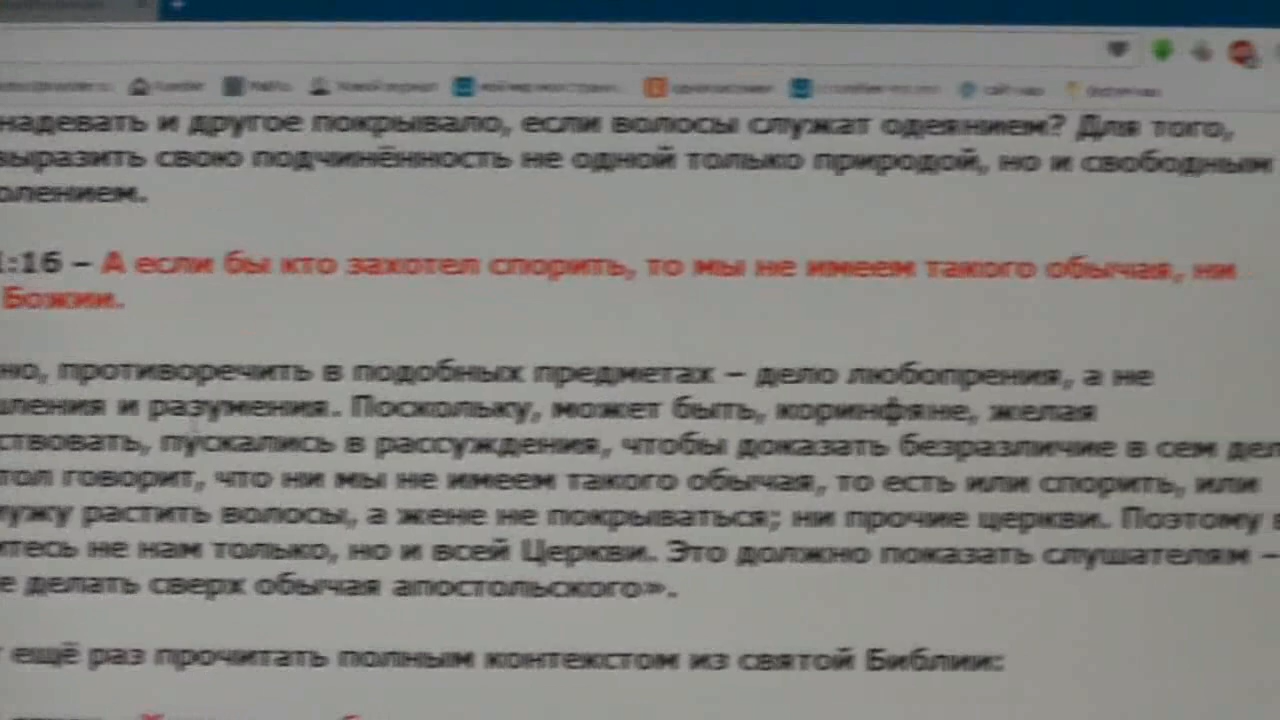 надевать и другое покрывало, если волосы служат одеянием? Для того,
выразить свою подчинённость не одной только природой, но и свободным
олением.
:16 – А если бы кто захотел спорить, то мы не имеем такого обычая, ни
Божии.
но, противоречить в подобных предметах – дело любопрения, а не
ления и разумения. Поскольку, может быть, коринфяне, желая
ствовать, пускались в рассуждения, чтобы доказать безразличие в сем дел
тол говорит, что ни мы не имеем такого обычая, то есть или спорить, или
мужу растить волосы, а жене не покрываться; ни прочие церкви. Поэтому
итесь не нам только, но и всей Церкви. Это должно показать слушателям –
е делать сверх обычая апостольского».
ещё раз прочитать полным контекстом из святой Библии: